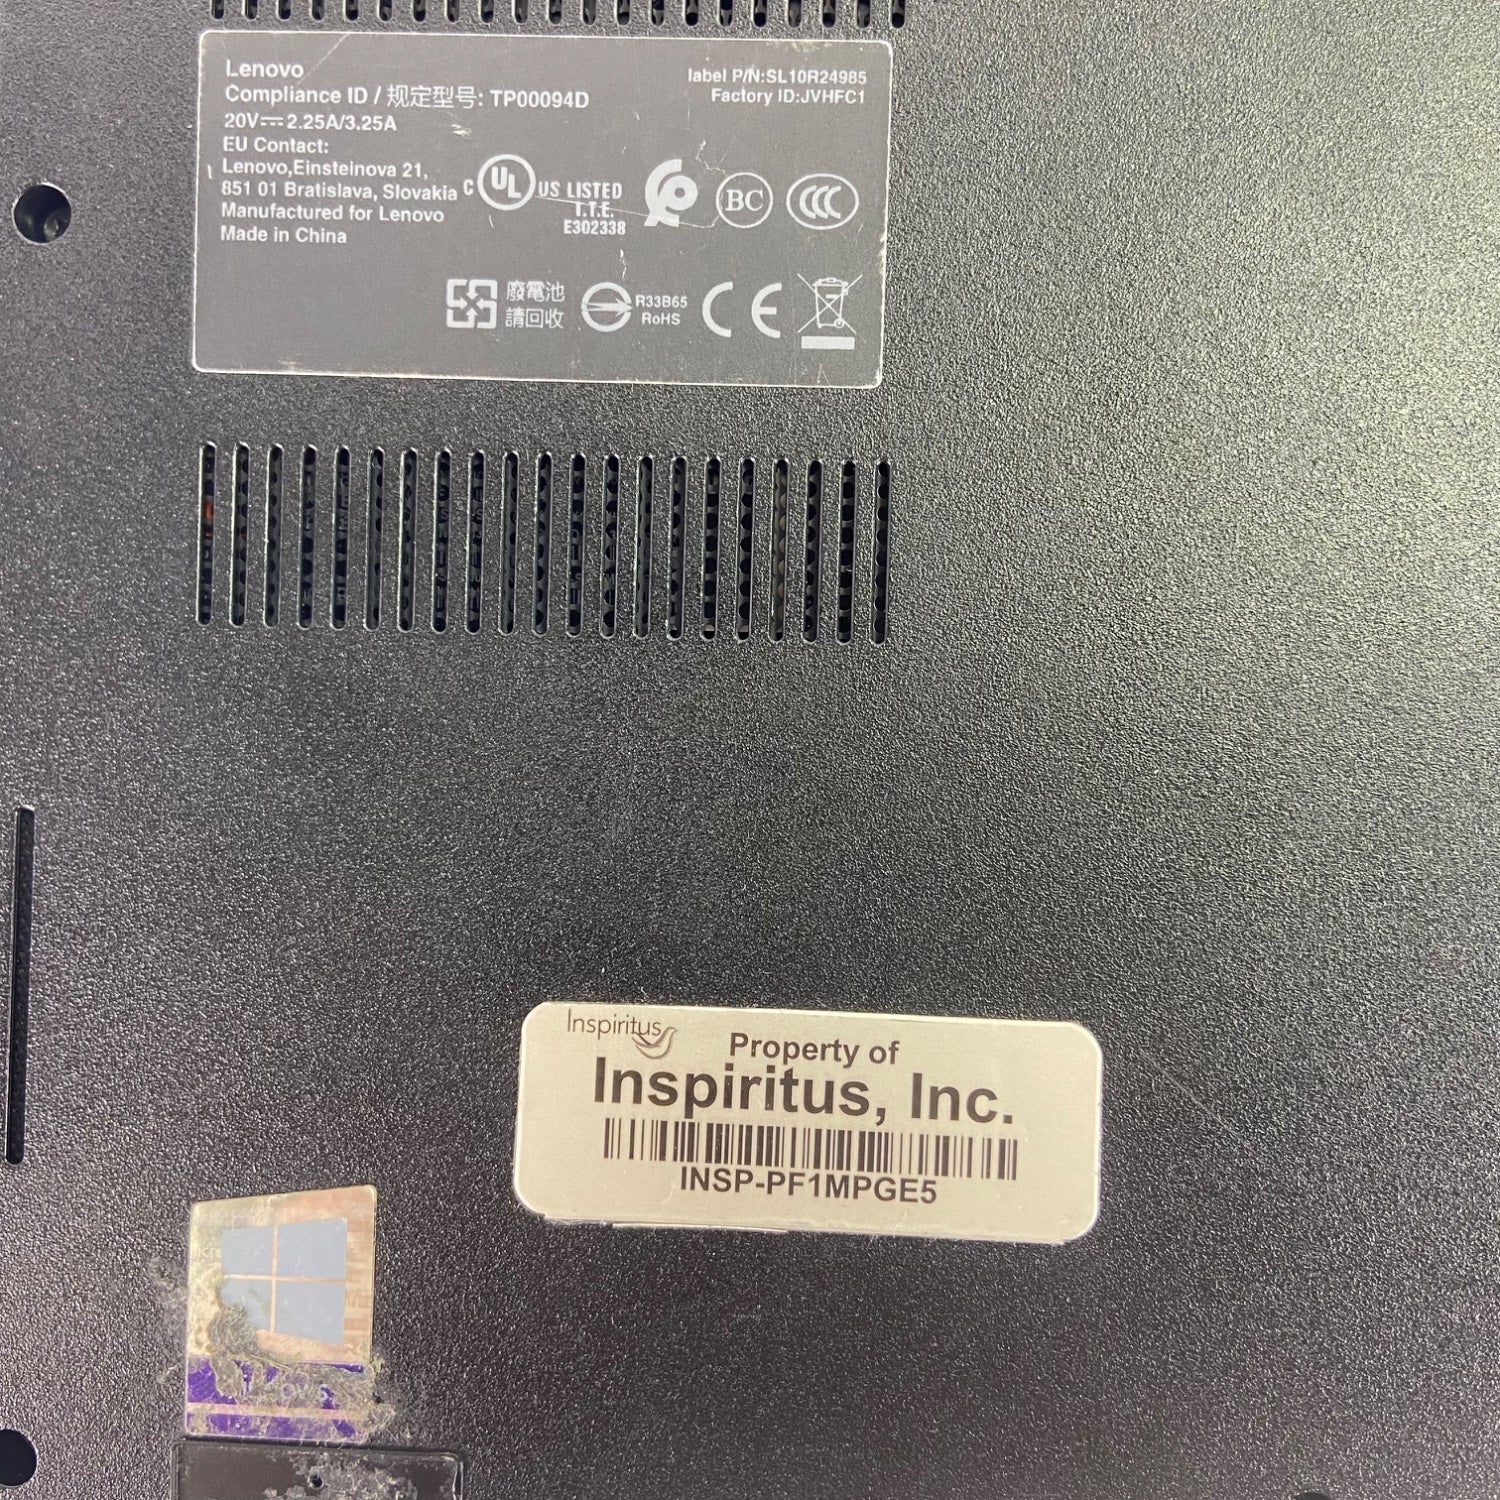 Lenovo
Compliance ID / 规定型号: TP00094D
20V⎓2.25A/3.25A
EU Contact:
Lenovo,Einsteinova 21,
851 01 Bratislava, Slovakia
Manufactured for Lenovo
Made in China
label P/N:SL10R24985
Factory ID:JVHFC1
C UL US LISTED
I.T.E.
E302338
BC
CCC
廢電池
請回收
R33B65
RoHS
CE
Inspiritus
Property of
Inspiritus, Inc.
INSP-PF1MPGE5